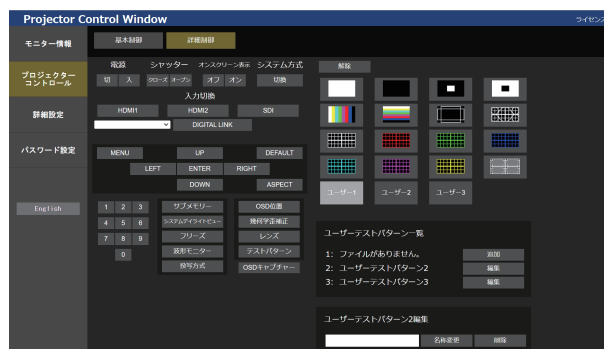 Projector Control Window
ライセンス
モニター情報
基本制御
詳細制御
プロジェクター
コントロール
詳細設定
パスワード設定
English
電源
シャッター
オンスクリーン表示
システム方式
切
入
クローズ
オープン
オフ
オン
切換
入力切換
HDMI1
HDMI2
SDI
DIGITAL LINK
MENU
UP
DEFAULT
LEFT
ENTER
RIGHT
DOWN
ASPECT
1 2 3
サブメモリー
OSD位置
4 5 6
システムデイライトビュー
幾何学歪補正
7 8 9
フリーズ
レンズ
0
波形モニター
テストパターン
投写方式
OSDキャプチャー
解除
ユーザー1
ユーザー2
ユーザー3
ユーザーテストパターン一覧
1: ファイルがありません。
追加
2: ユーザーテストパターン2
編集
3: ユーザーテストパターン3
編集
ユーザーテストパターン2編集
名称変更
削除